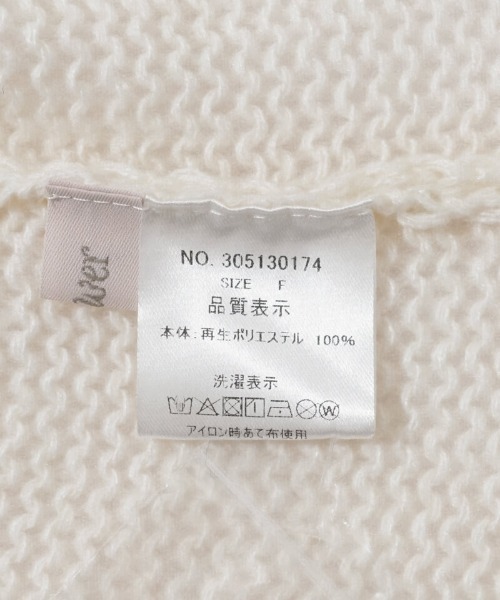 NO. 305130174
SIZE F
品質表示
本体:再生ポリエステル 100%
洗濯表示
アイロン時あて布使用
wer